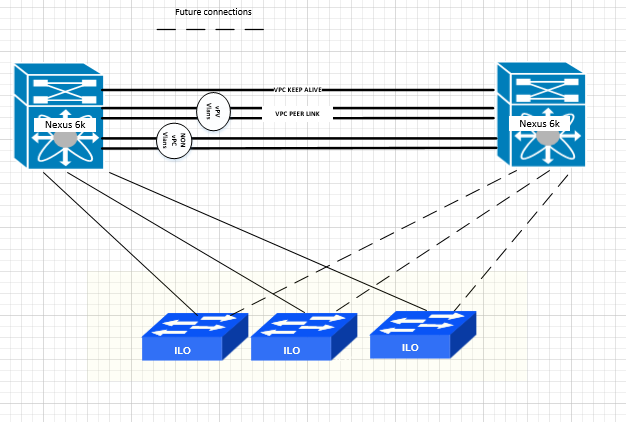 Future connections
VPC KEEP ALIVE
vPV
Vlans
VPC PEER LINK
Nexus 6k
Nexus 6k
NON
vPC
Vlans
ILO
ILO
ILO